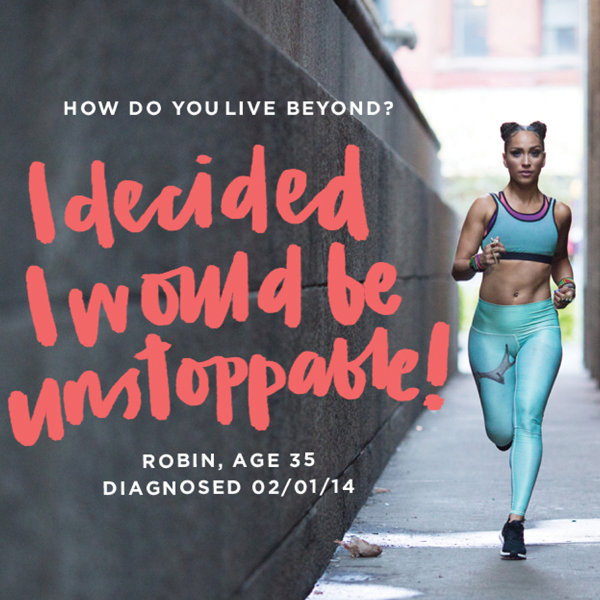 HOW DO YOU LIVE BEYOND?
I decided
I would be
unstoppable!
ROBIN, AGE 35
DIAGNOSED 02/01/14